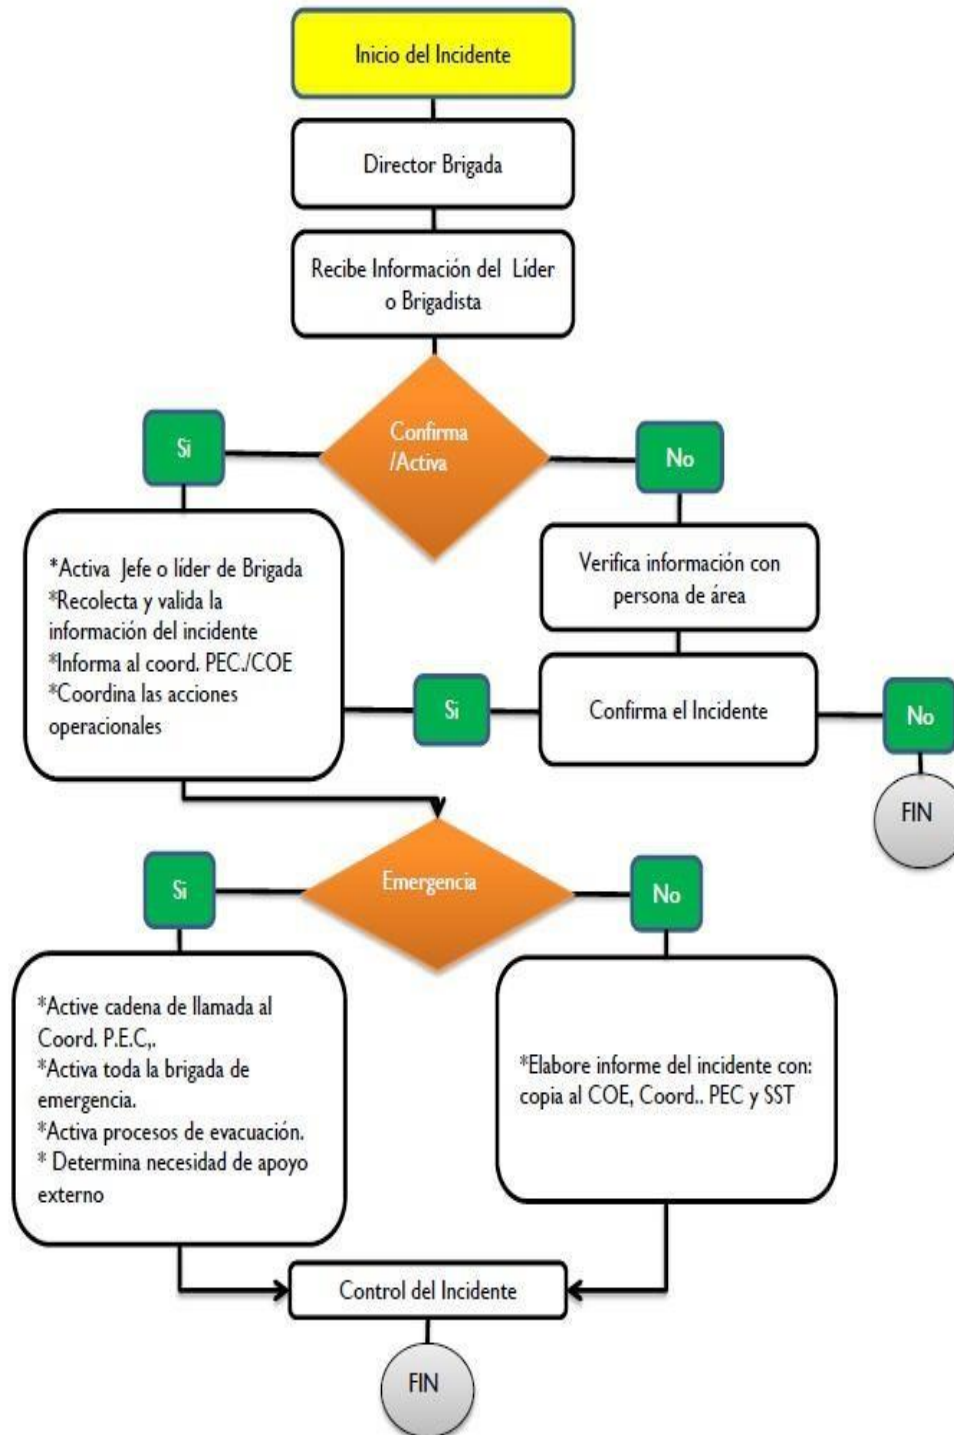 Inicio del Incidente
Director Brigada
Recibe Información del Líder
o Brigadista
Confirma
/Activa
Si
No
*Activa Jefe o líder de Brigada
*Recolecta y valida la
información del incidente
*Informa al coord. PEC./COE
*Coordina las acciones
operacionales
Verifica información con
persona de área
Si
Confirma el Incidente
No
FIN
Emergencia
Si
No
*Active cadena de llamada al
Coord. P.E.C,.
*Activa toda la brigada de
emergencia.
*Activa procesos de evacuación.
* Determina necesidad de apoyo
externo
*Elabore informe del incidente con:
copia al COE, Coord.. PEC y SST
Control del Incidente
FIN